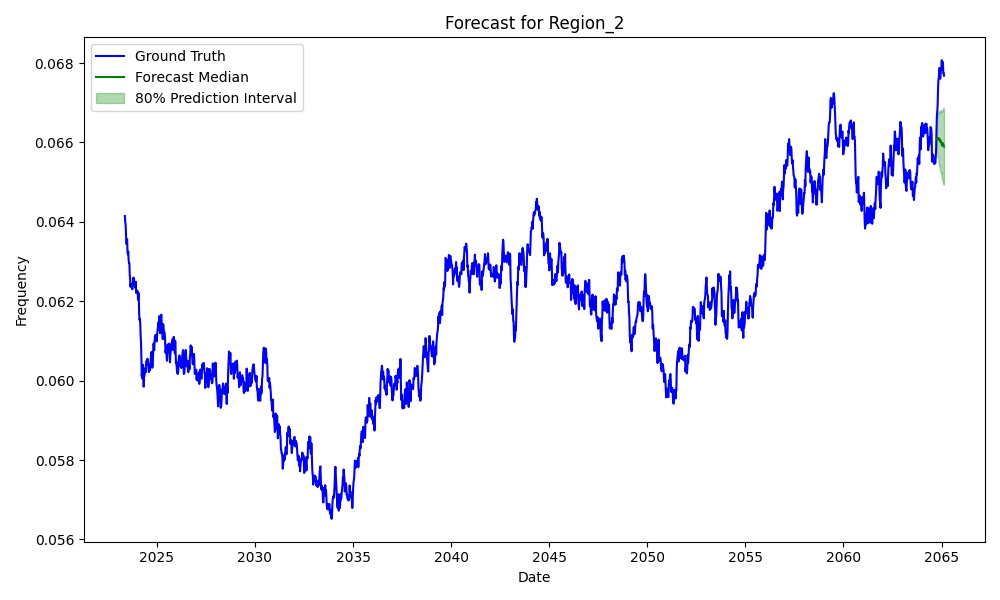 Forecast for Region_2
Ground Truth
Forecast Median
80% Prediction Interval
0.068
0.066
0.064
0.062
0.060
0.058
0.056
Frequency
2025 2030 2035 2040 2045 2050 2055 2060 2065
Date